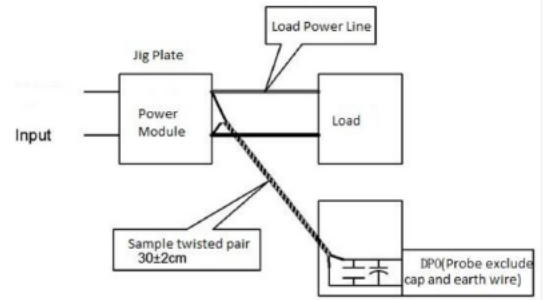 Load Power Line
Jig Plate
Input
Power
Module
Load
Sample twisted pair
30±2cm
DPO(Probe exclude
cap and earth wire)